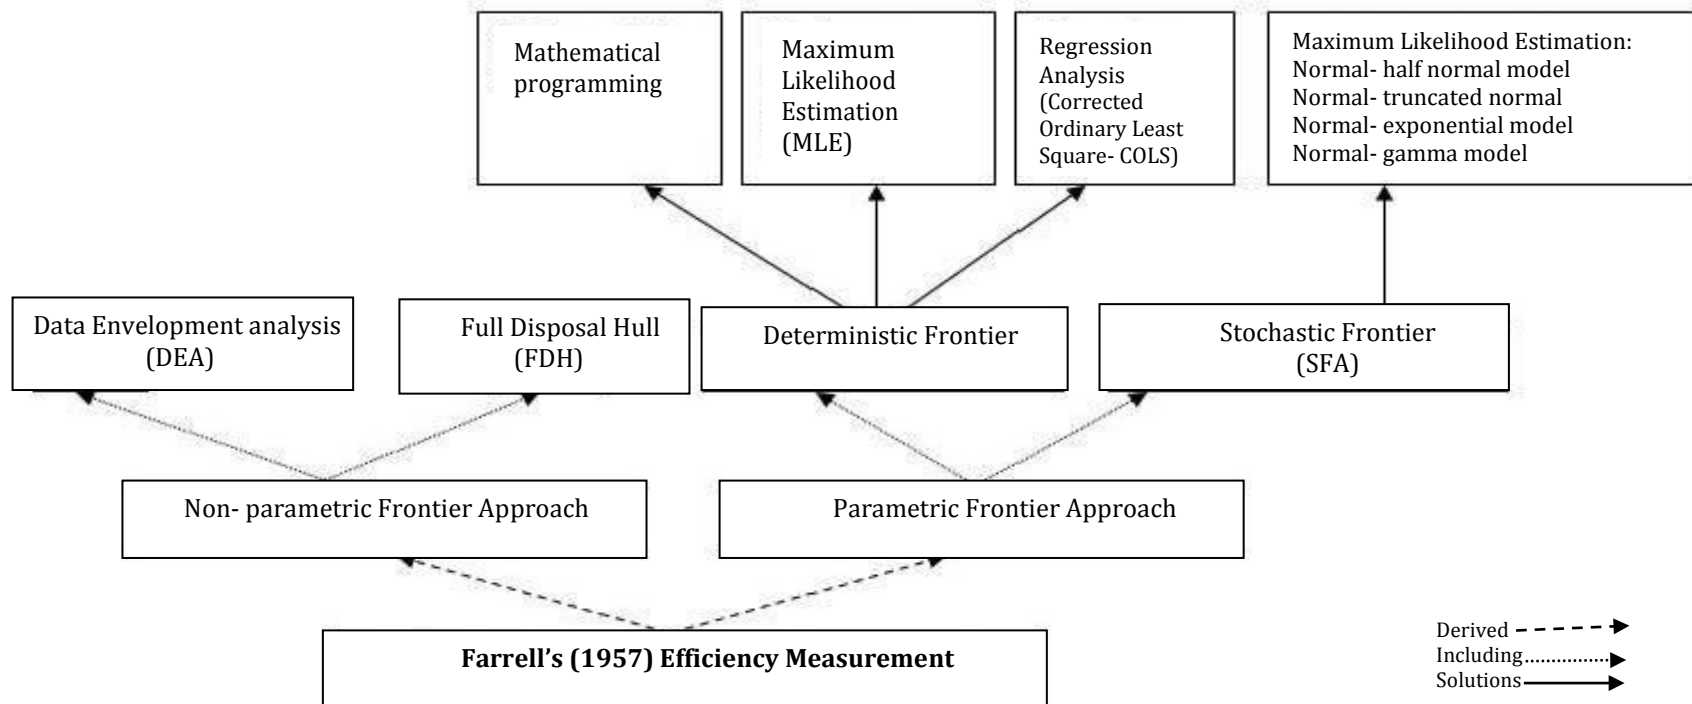 Mathematical
programming
Maximum
Likelihood
Estimation
(MLE)
Regression
Analysis
(Corrected
Ordinary Least
Square- COLS)
Maximum Likelihood Estimation:
Normal- half normal model
Normal- truncated normal
Normal- exponential model
Normal- gamma model
Data Envelopment analysis
(DEA)
Full Disposal Hull
(FDH)
Deterministic Frontier
Stochastic Frontier
(SFA)
Non- parametric Frontier Approach
Parametric Frontier Approach
Farrell’s (1957) Efficiency Measurement
Derived
Including
Solutions